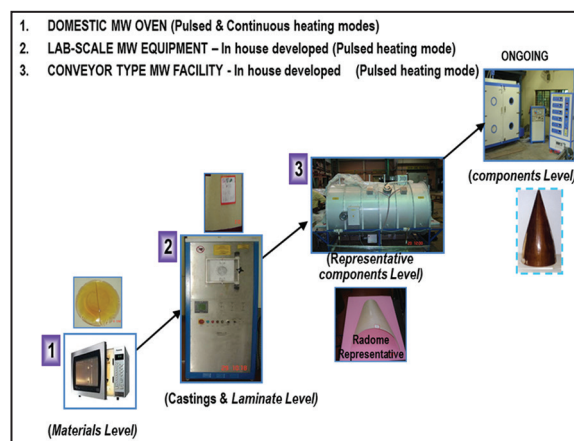 1. DOMESTIC MW OVEN (Pulsed & Continuous heating modes)
2. LAB-SCALE MW EQUIPMENT – In house developed (Pulsed heating mode)
3. CONVEYOR TYPE MW FACILITY - In house developed (Pulsed heating mode)
ONGOING
(components Level)
3
(Representative
components Level)
2
Radome
Representative
1
(Castings & Laminate Level)
(Materials Level)